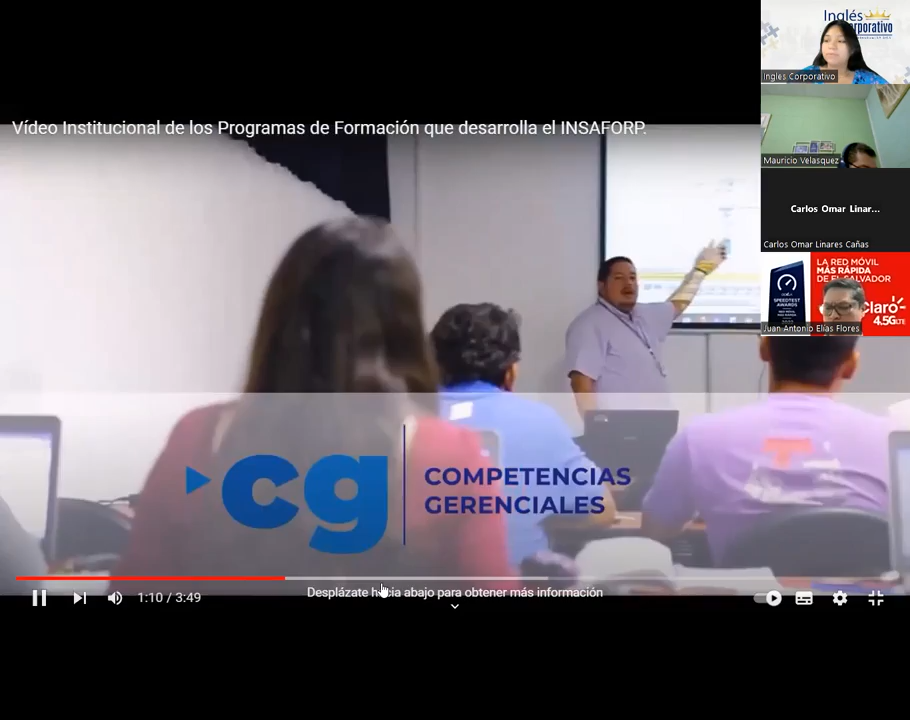 Vídeo Institucional de los Programas de Formación que desarrolla el INSAFORP.
cg
COMPETENCIAS
GERENCIALES
1:10 / 3:49
Desplázate hacia abajo para obtener más información
Inglés
Corporativo
Ingles Corporativo
Mauricio Velasquez
Carlos Omar Linar...
Carlos Omar Linares Cañas
SPEEDTEST
AWARDS
LA RED MÓVIL
MÁS RÁPIDA
DE EL SALVADOR
Claro
4.5G LTE
Juan Antonio Elías Flores